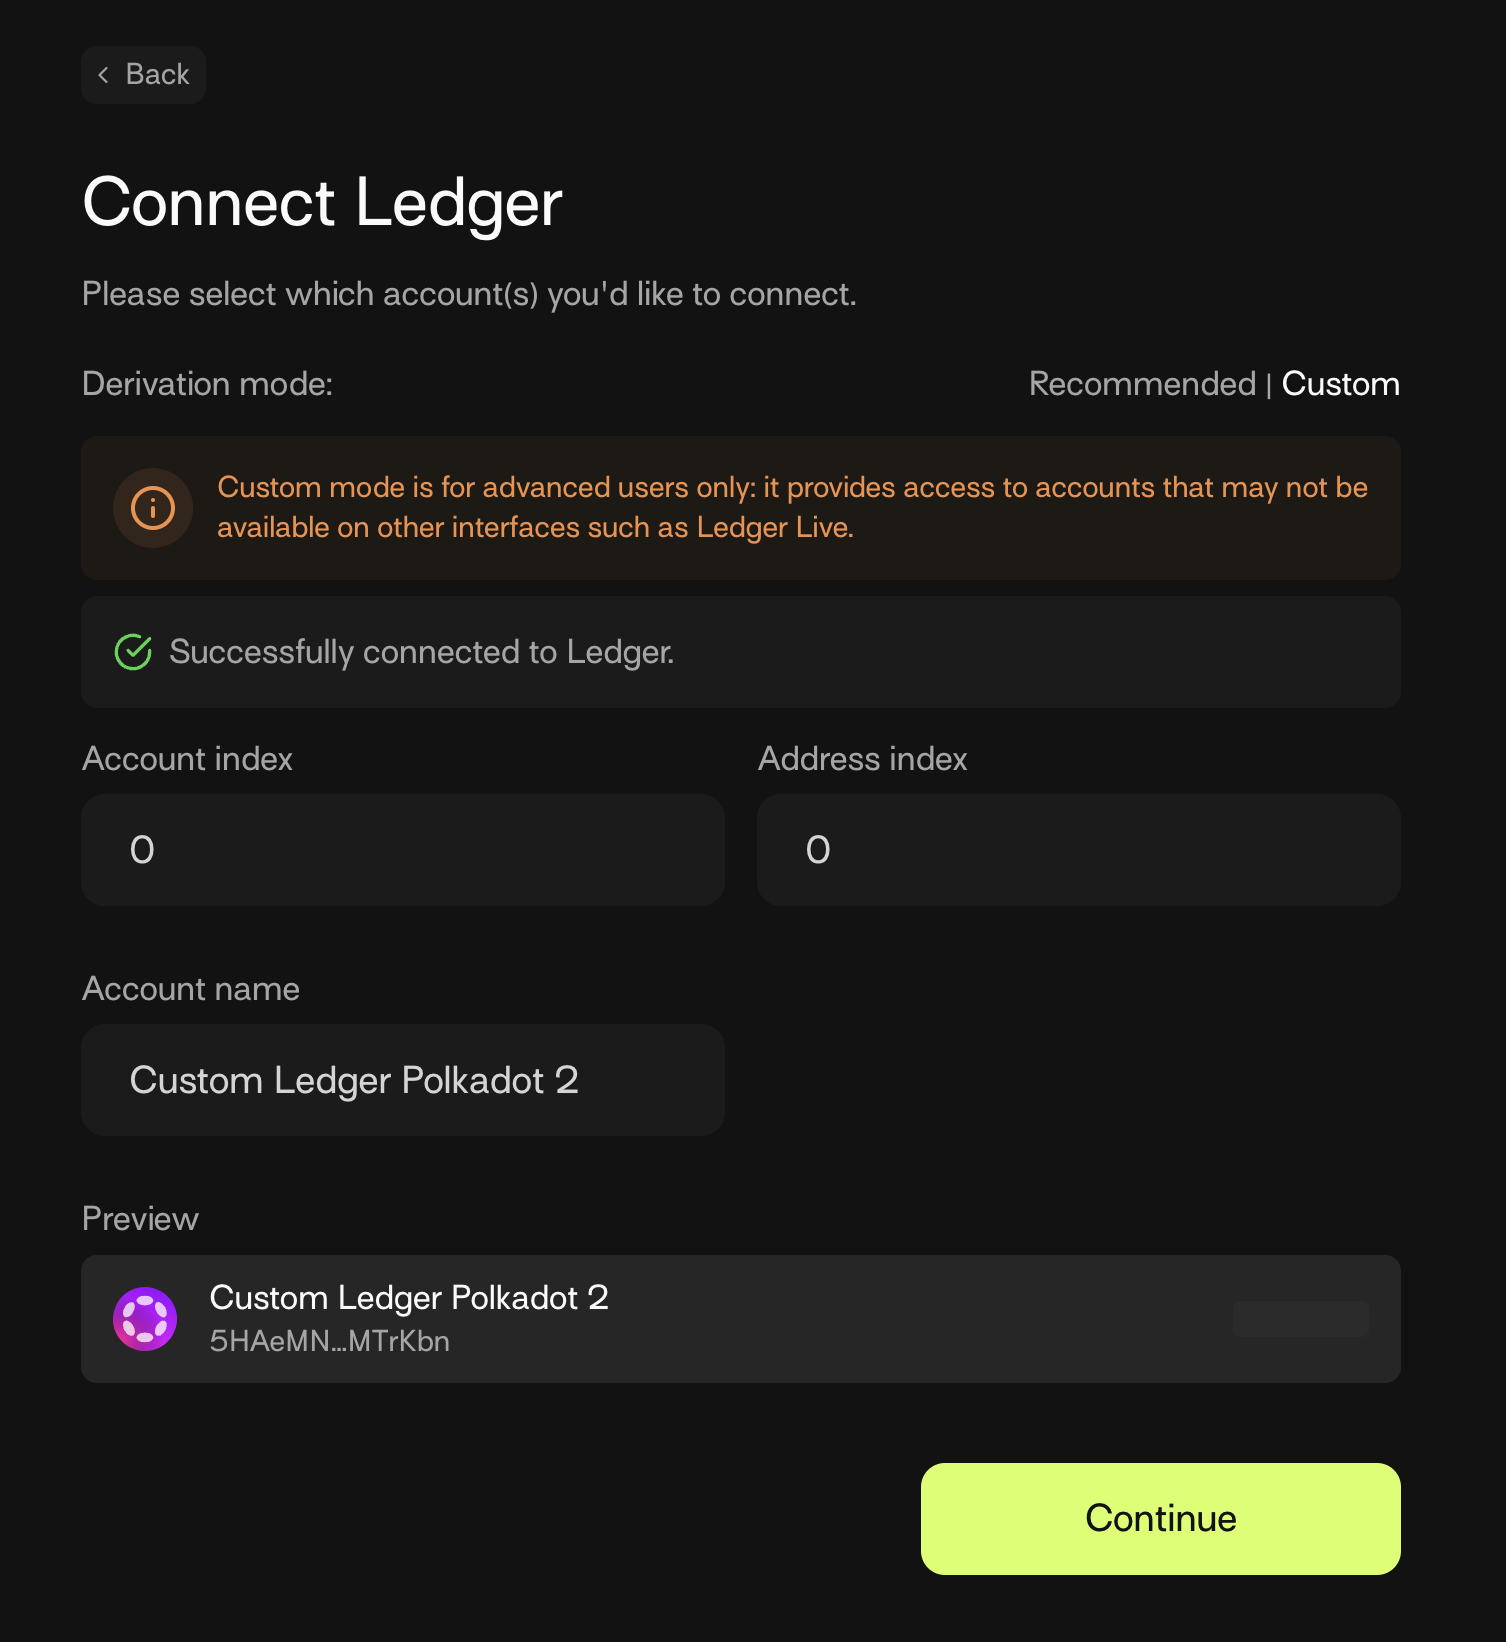 Back
Connect Ledger
Please select which account(s) you'd like to connect.
Derivation mode:
Recommended | Custom
Custom mode is for advanced users only: it provides access to accounts that may not be
available on other interfaces such as Ledger Live.
Successfully connected to Ledger.
Account index
Address index
0
0
Account name
Custom Ledger Polkadot 2
Preview
Custom Ledger Polkadot 2
5HAeMN...MTrKbn
Continue